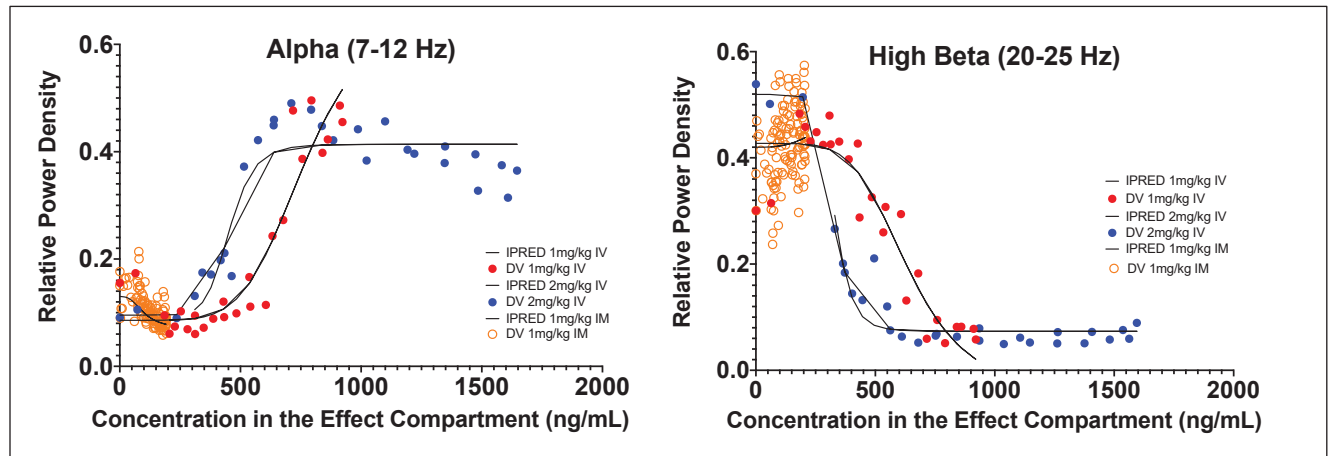 Alpha (7-12 Hz)
Relative Power Density
0.6
0.4
0.2
0.0
IPRED 1mg/kg IV
DV 1mg/kg IV
IPRED 2mg/kg IV
DV 2mg/kg IV
IPRED 1mg/kg IM
DV 1mg/kg IM
0 500 1000 1500 2000
Concentration in the Effect Compartment (ng/mL)
High Beta (20-25 Hz)
Relative Power Density
0.6
0.4
0.2
0.0
IPRED 1mg/kg IV
DV 1mg/kg IV
IPRED 2mg/kg IV
DV 2mg/kg IV
IPRED 1mg/kg IM
DV 1mg/kg IM
0 500 1000 1500 2000
Concentration in the Effect Compartment (ng/mL)